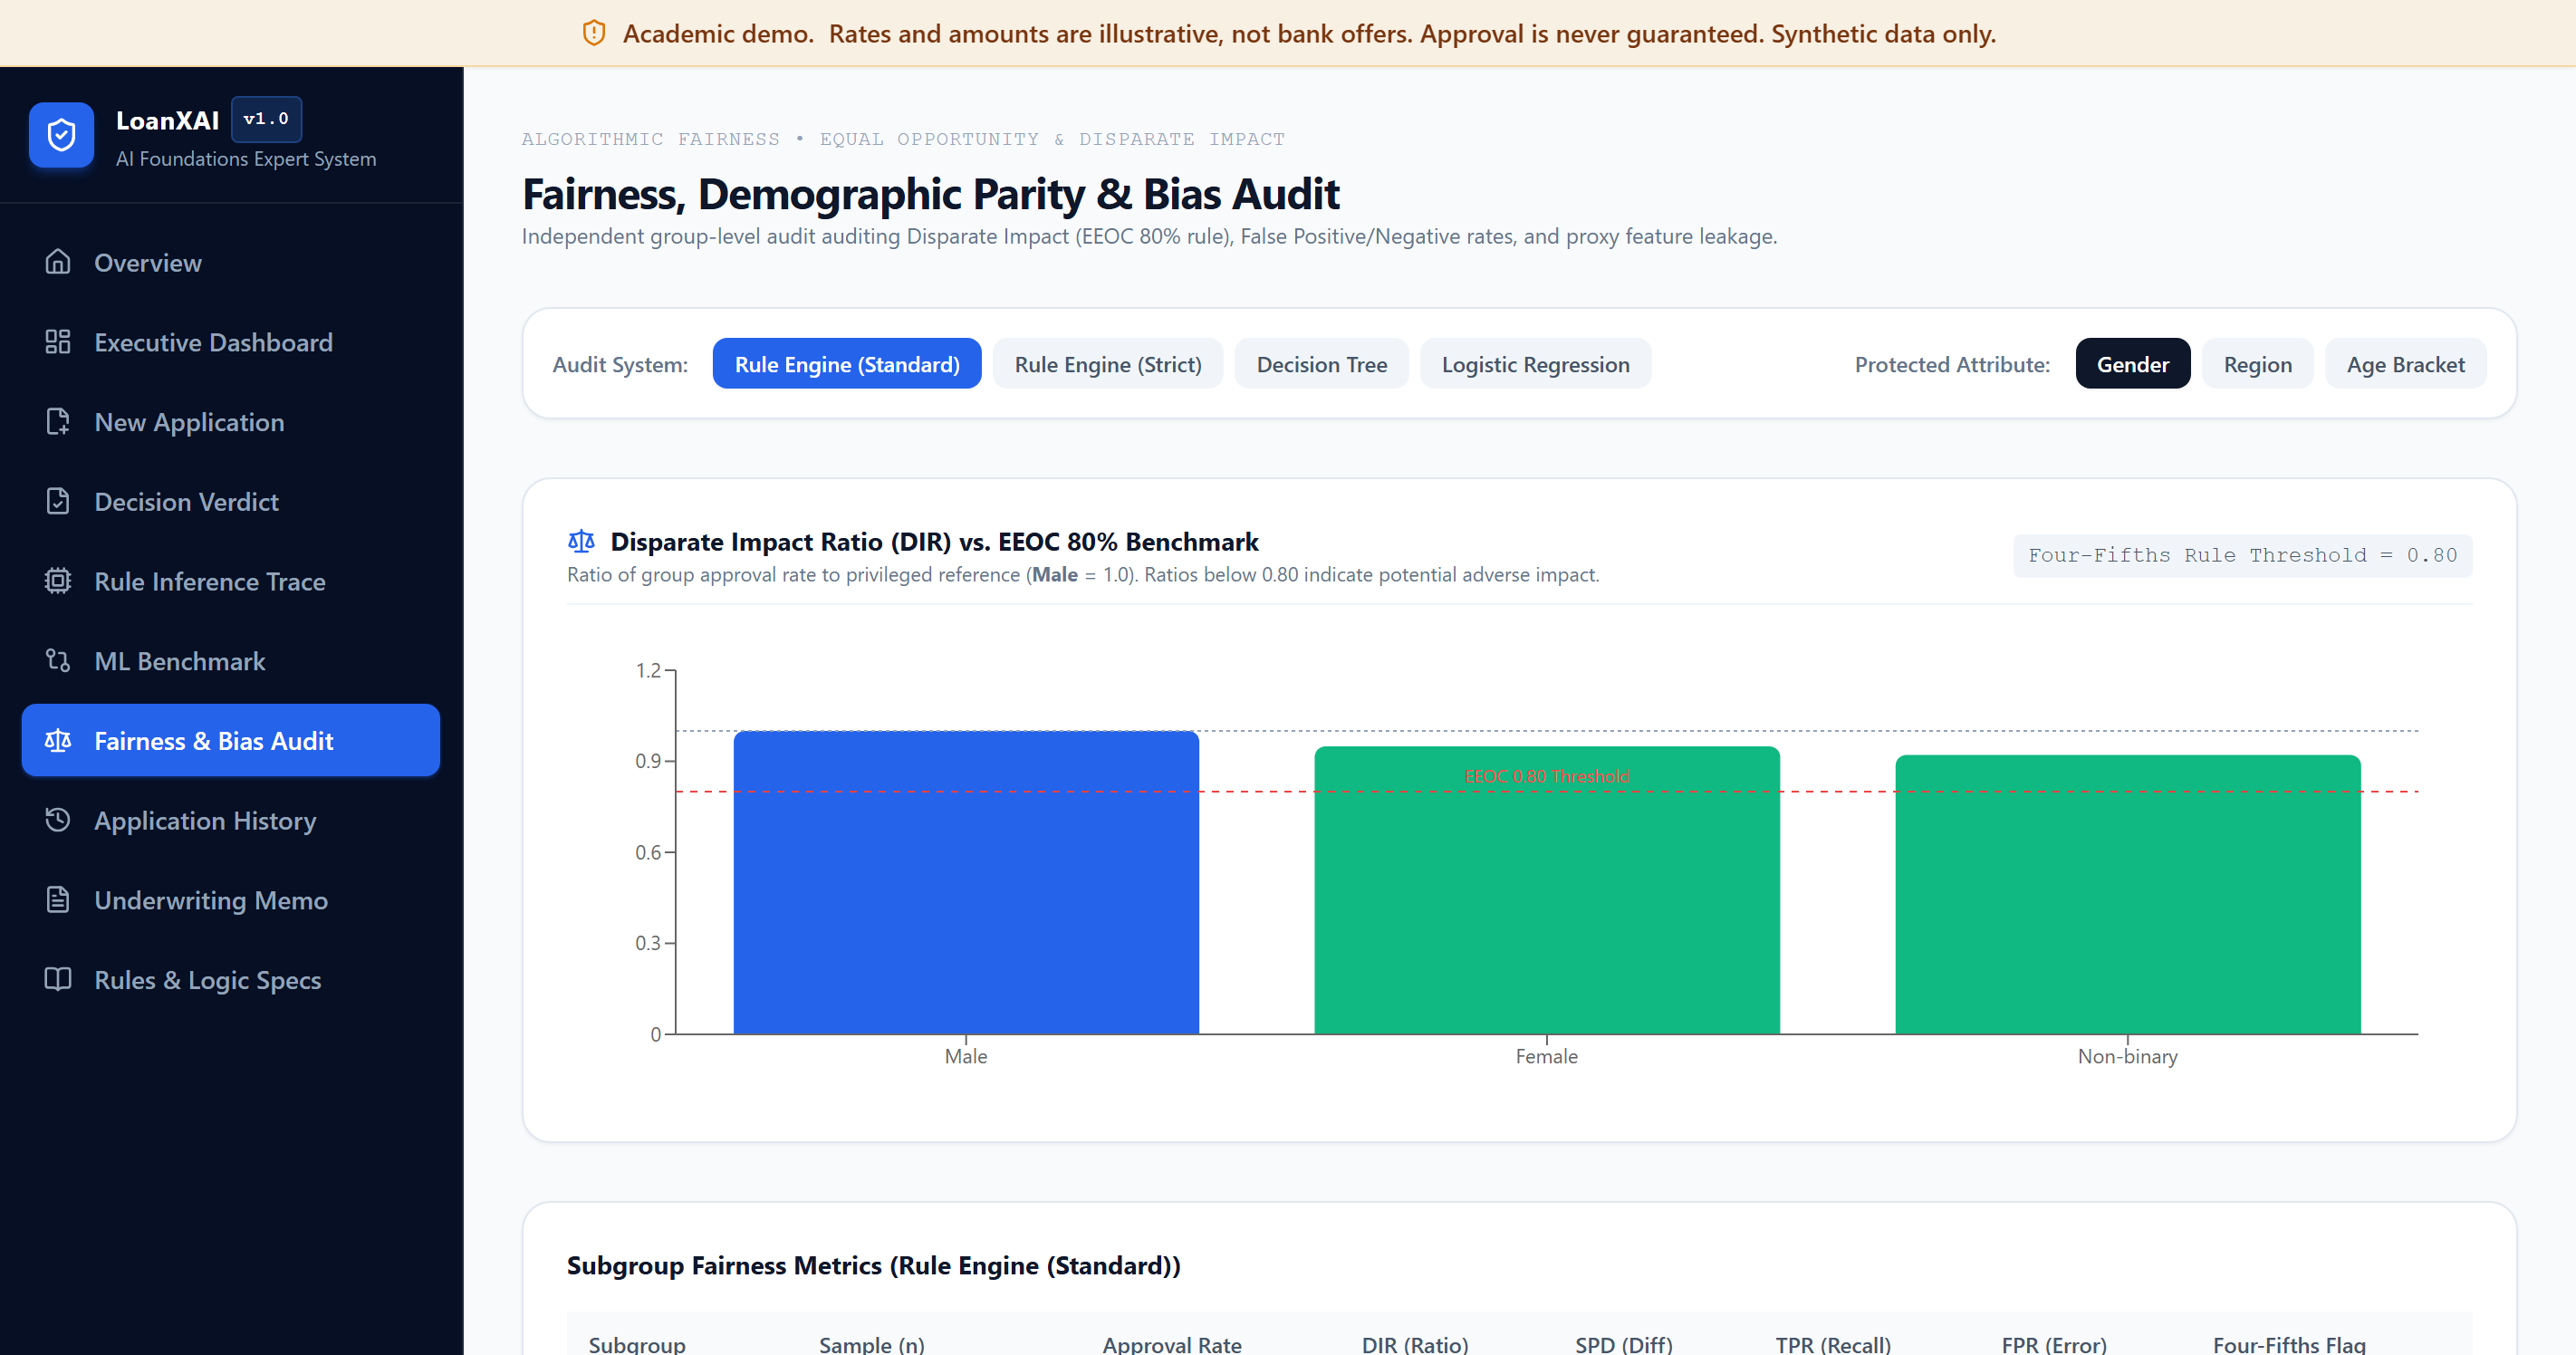 Academic demo. Rates and amounts are illustrative, not bank offers. Approval is never guaranteed. Synthetic data only.
LoanXAI v1.0
AI Foundations Expert System
Overview
Executive Dashboard
New Application
Decision Verdict
Rule Inference Trace
ML Benchmark
Fairness & Bias Audit
Application History
Underwriting Memo
Rules & Logic Specs
ALGORITHMIC FAIRNESS • EQUAL OPPORTUNITY & DISPARATE IMPACT
Fairness, Demographic Parity & Bias Audit
Independent group-level audit auditing Disparate Impact (EEOC 80% rule), False Positive/Negative rates, and proxy feature leakage.
Audit System: Rule Engine (Standard) Rule Engine (Strict) Decision Tree Logistic Regression Protected Attribute: Gender Region Age Bracket
Disparate Impact Ratio (DIR) vs. EEOC 80% Benchmark
Ratio of group approval rate to privileged reference (Male = 1.0). Ratios below 0.80 indicate potential adverse impact.
Four-Fifths Rule Threshold = 0.80
1.2
0.9
EEOC 0.80 Threshold
0.6
0.3
0
Male Female Non-binary
Subgroup Fairness Metrics (Rule Engine (Standard))
Subgroup Sample (n) Approval Rate DIR (Ratio) SPD (Diff) TPR (Recall) FPR (Error) Four-Fifths Flag